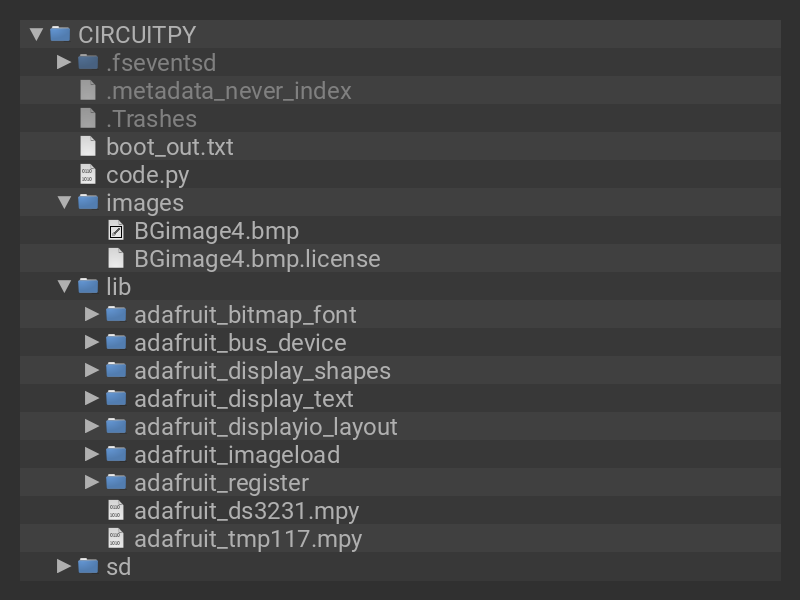 CIRCUITPY
.fseventsd
.metadata_never_index
.Trashes
boot_out.txt
code.py
images
BGimage4.bmp
BGimage4.bmp.license
lib
adafruit_bitmap_font
adafruit_bus_device
adafruit_display_shapes
adafruit_display_text
adafruit_displayio_layout
adafruit_imageload
adafruit_register
adafruit_ds3231.mpy
adafruit_tmp117.mpy
sd